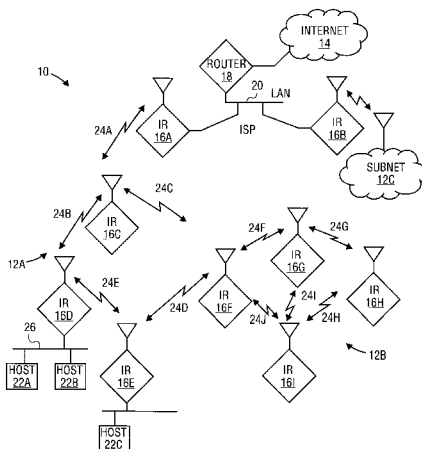 INTERNET
14
10
ROUTER
18
20
LAN
24A
IR
16A
ISP
IR
16B
SUBNET
12C
24B
24C
IR
16C
24F
24G
12A
IR
16G
24E
IR
16D
24D
IR
16F
24I
IR
16H
24J
24H
26
12B
HOST
22A
HOST
22B
IR
16E
IR
16I
HOST
22C